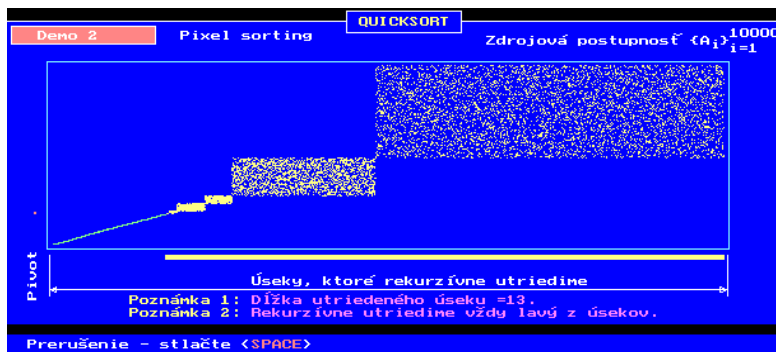 QUICKSORT
Demo 2 Pixel sorting Zdrojová postupnosť {Ai}10000 i=1
Pivot
Úseky, ktoré rekurzívne utriedime
Poznámka 1: Dĺžka utriedeného úseku =13.
Poznámka 2: Rekurzívne utriedime vždy lavý z úsekov.
Prerušenie - stlačte <SPACE>